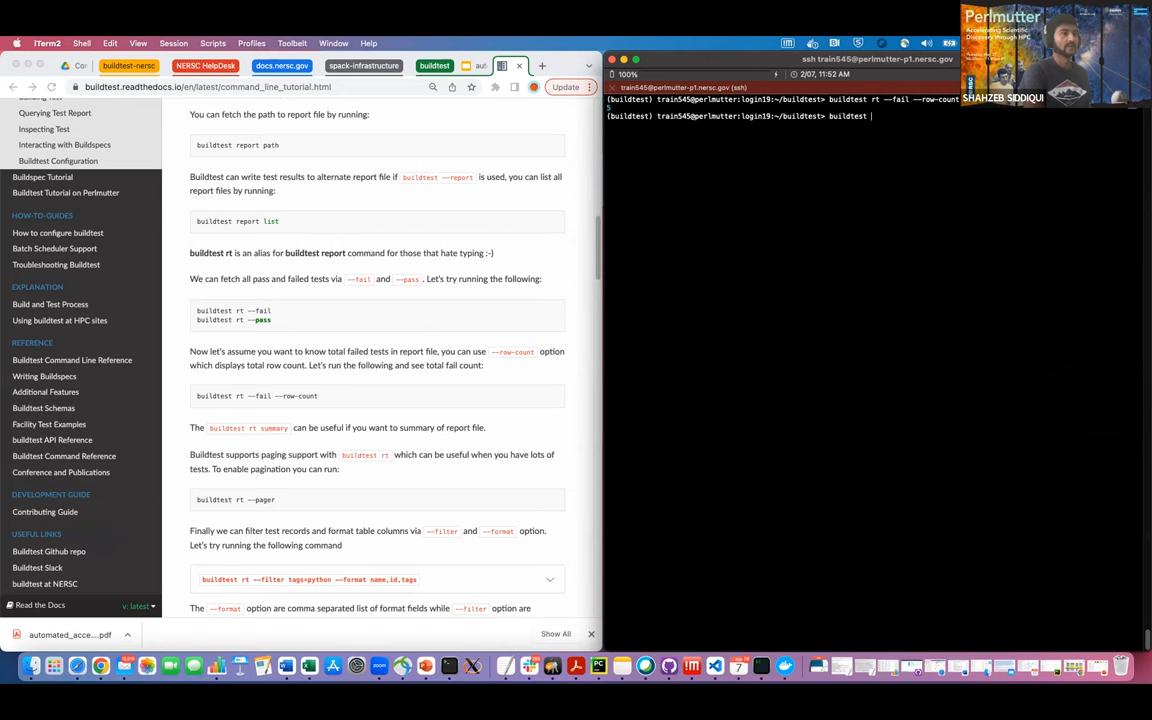 iTerm2 Shell Edit View Session Scripts Profiles Toolbelt Window Help
buildtest-nersc NERSC HelpDesk docs.nersc.gov spack-infrastructure buildtest
buildtest.readthedocs.io/en/latest/command_line_tutorial.html Update
Querying Test Report
Inspecting Test
Interacting with Buildspecs
Buildtest Configuration
Buildspec Tutorial
Buildtest Tutorial on Perlmutter
HOW-TO-GUIDES
How to configure buildtest
Batch Scheduler Support
Troubleshooting Buildtest
EXPLANATION
Build and Test Process
Using buildtest at HPC sites
REFERENCE
Buildtest Command Line Reference
Writing Buildspecs
Additional Features
Buildtest Schemas
Facility Test Examples
buildtest API Reference
Buildtest Command Reference
Conference and Publications
DEVELOPMENT GUIDE
Contributing Guide
USEFUL LINKS
Buildtest Github repo
Buildtest Slack
buildtest at NERSC
Read the Docs v: latest
You can fetch the path to report file by running:
buildtest report path
Buildtest can write test results to alternate report file if buildtest --report is used, you can list all
report files by running:
buildtest report list
buildtest rt is an alias for buildtest report command for those that hate typing :-)
We can fetch all pass and failed tests via --fail and --pass . Let's try running the following:
buildtest rt --fail
buildtest rt --pass
Now let's assume you want to know total failed tests in report file, you can use --row-count option
which displays total row count. Let's run the following and see total fail count:
buildtest rt --fail --row-count
The buildtest rt summary can be useful if you want to summary of report file.
Buildtest supports paging support with buildtest rt which can be useful when you have lots of
tests. To enable pagination you can run:
buildtest rt --pager
Finally we can filter test records and format table columns via --filter and --format option.
Let's try running the following command
buildtest rt --filter tags=python --format name,id,tags
The --format option are comma separated list of format fields while --filter option are
automated_acce....pdf Show All
ssh train545@perlmutter-p1.nersc.gov
100% 2/07, 11:52 AM
train545@perlmutter-p1.nersc.gov (ssh)
(buildtest) train545@perlmutter:login19:~/buildtest> buildtest rt --fail --row-count
5
(buildtest) train545@perlmutter:login19:~/buildtest> buildtest
Perlmutter
Accelerating Scientific
Discovery through HPC
SHAHZEB SIDDIQUI